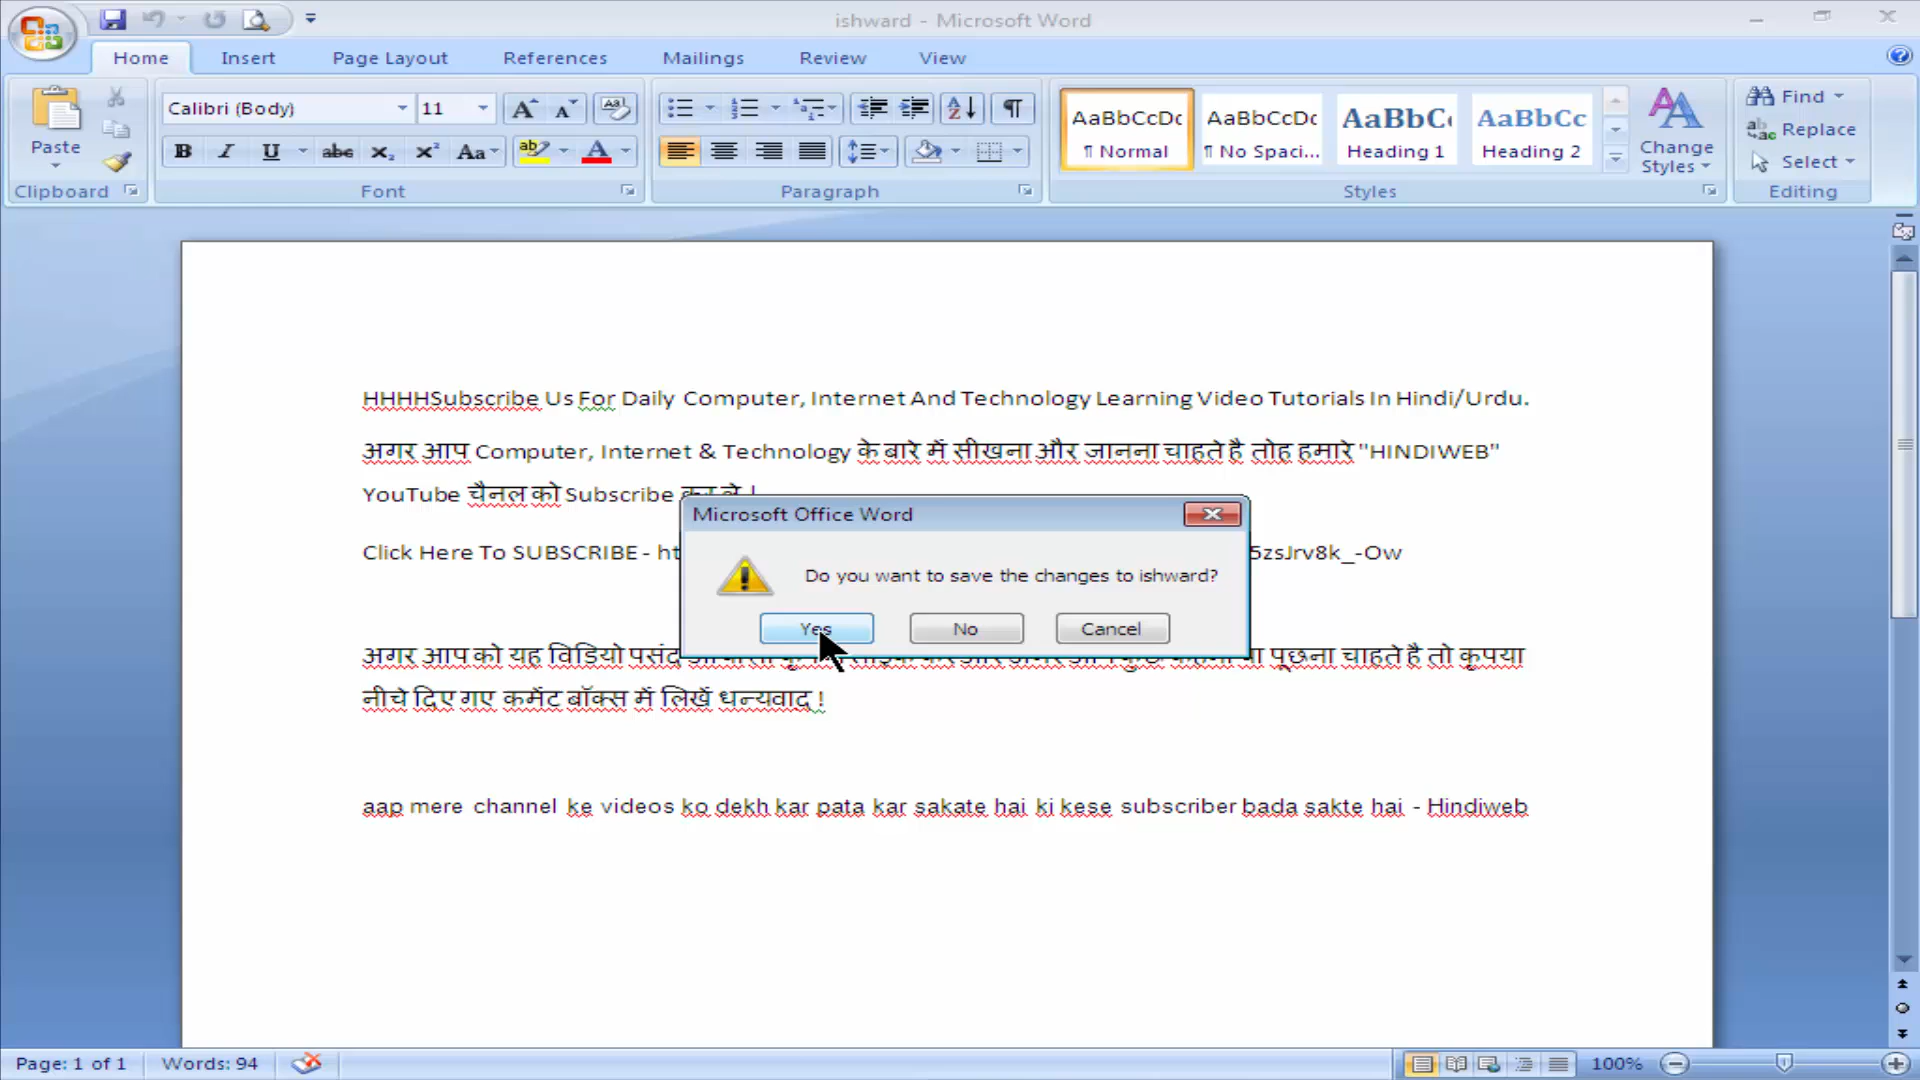 ishward - Microsoft Word
Home Insert Page Layout References Mailings Review View
Calibri (Body) 11
Paste
AaBbCcDc AaBbCcDc AaBbCc AaBbCc
¶ Normal ¶ No Spaci... Heading 1 Heading 2
Change Styles
Find
Replace
Select
Clipboard Font Paragraph Styles Editing
HHHHSubscribe Us For Daily Computer, Internet And Technology Learning Video Tutorials In Hindi/Urdu.
अगर आप Computer, Internet & Technology के बारे में सीखना और जानना चाहते है तोह हमारे "HINDIWEB"
YouTube चैनल को Subscribe कर ले !
Microsoft Office Word
Click Here To SUBSCRIBE - ht 5zsJrv8k_-Ow
Do you want to save the changes to ishward?
Yes No Cancel
अगर आप को यह विडियो पसंद पूछना चाहते है तो कृपया
नीचे दिए गए कमेंट बॉक्स में लिखें धन्यवाद !
aap mere channel ke videos ko dekh kar pata kar sakate hai ki kese subscriber bada sakte hai - Hindiweb
Page: 1 of 1 Words: 94 100%